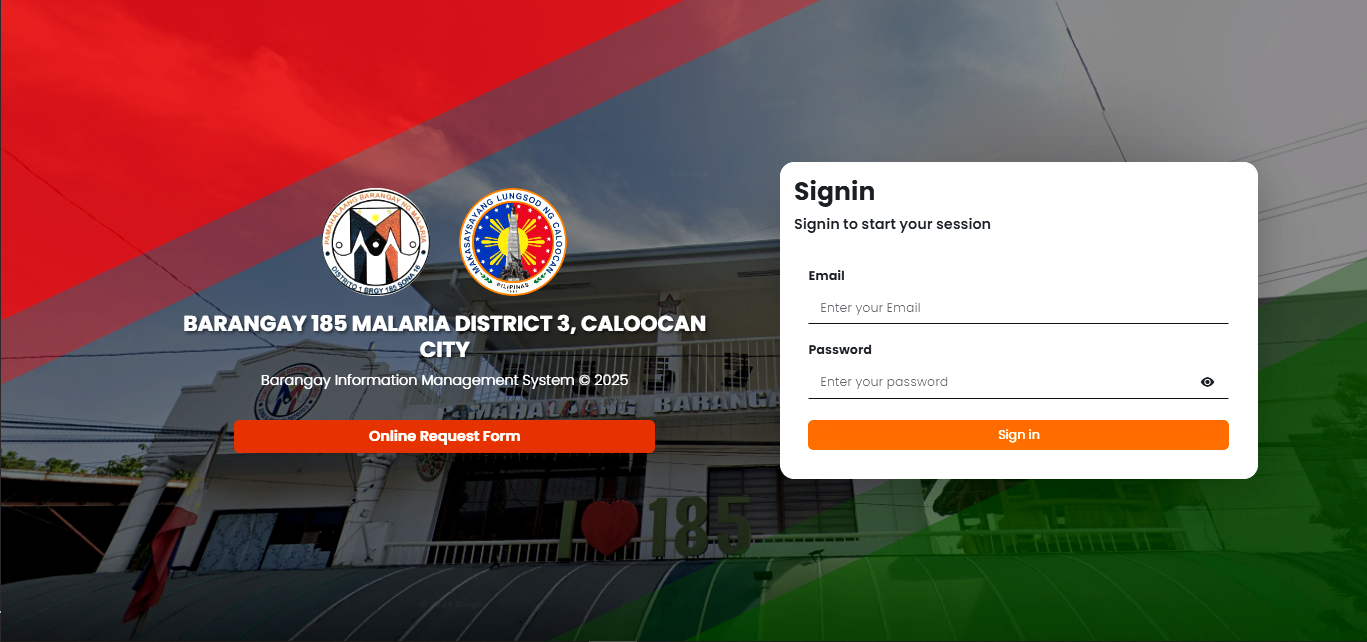 PAMAHALAANG BARANGAY NG MALARIA
DISTRITO 1 BRGY 185 SONA 16
MAKASAYSAYANG LUNGSOD NG CALOOCAN
PILIPINAS
BARANGAY 185 MALARIA DISTRICT 3, CALOOCAN
CITY
Barangay Information Management System © 2025
PAMAHALAANG BARANGA
Online Request Form
I 185
Signin
Signin to start your session
Email
Enter your Email
Password
Enter your password
Sign in